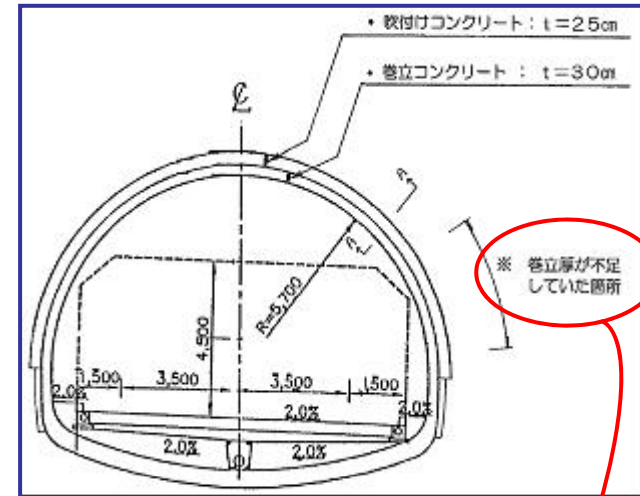 ・吹付けコンクリート：t＝25㎝
・巻立コンクリート ： t＝30㎝
℄
A
A
※ 巻立厚が不足
していた箇所
R=5,700
4,500
1,500 3,500 3,500 1,500
2.0% 2.0% 2.0%
2.0% 2.0%